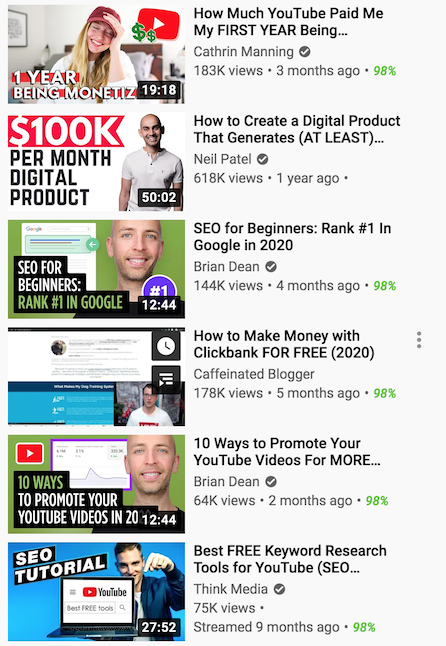 1 YEAR
BEING MONETIZ
$$
19:18
How Much YouTube Paid Me
My FIRST YEAR Being...
Cathrin Manning
183K views • 3 months ago • 98%
$100K
PER MONTH
DIGITAL
PRODUCT
50:02
How to Create a Digital Product
That Generates (AT LEAST)...
Neil Patel
618K views • 1 year ago •
Google
SEO FOR
BEGINNERS:
RANK #1 IN GOOGLE
#1
12:44
SEO for Beginners: Rank #1 In
Google in 2020
Brian Dean
144K views • 4 months ago • 98%
What Makes My Dog Training System
How to Make Money with
Clickbank FOR FREE (2020)
Caffeinated Blogger
178K views • 5 months ago • 98%
10 WAYS
TO PROMOTE YOUR
YOUTUBE VIDEOS IN 20
12:44
10 Ways to Promote Your
YouTube Videos For MORE...
Brian Dean
64K views • 2 months ago • 98%
SEO
TUTORIAL
YouTube
Best FREE tools
27:52
Best FREE Keyword Research
Tools for YouTube (SEO...
Think Media
75K views •
Streamed 9 months ago • 98%